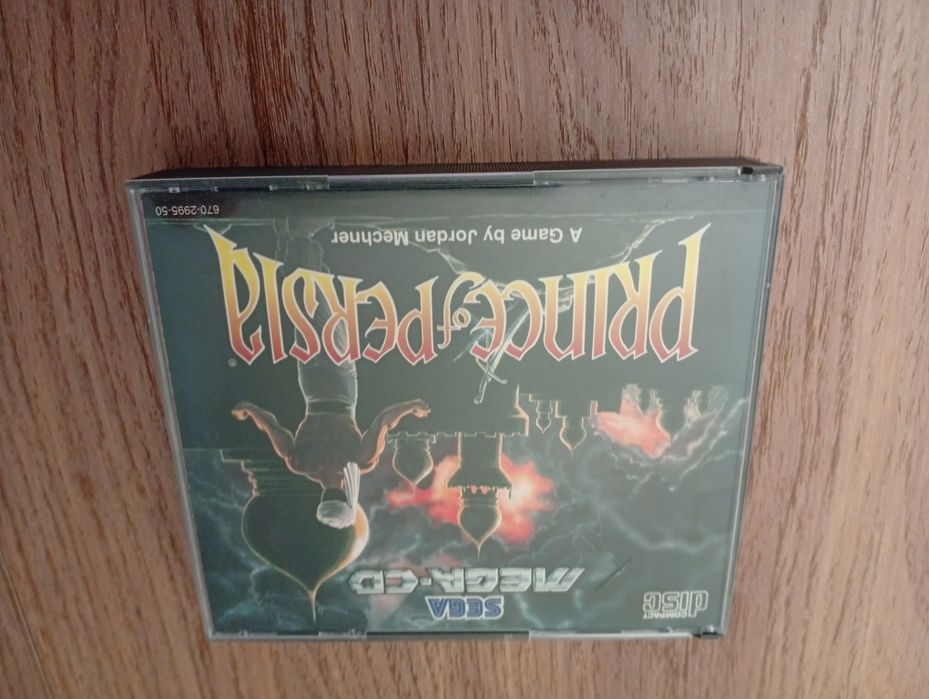 COMPACT
disc
SEGA
MEGA-CD
PRINCE of PERSIA®
A Game by Jordan Mechner
670-2995-50